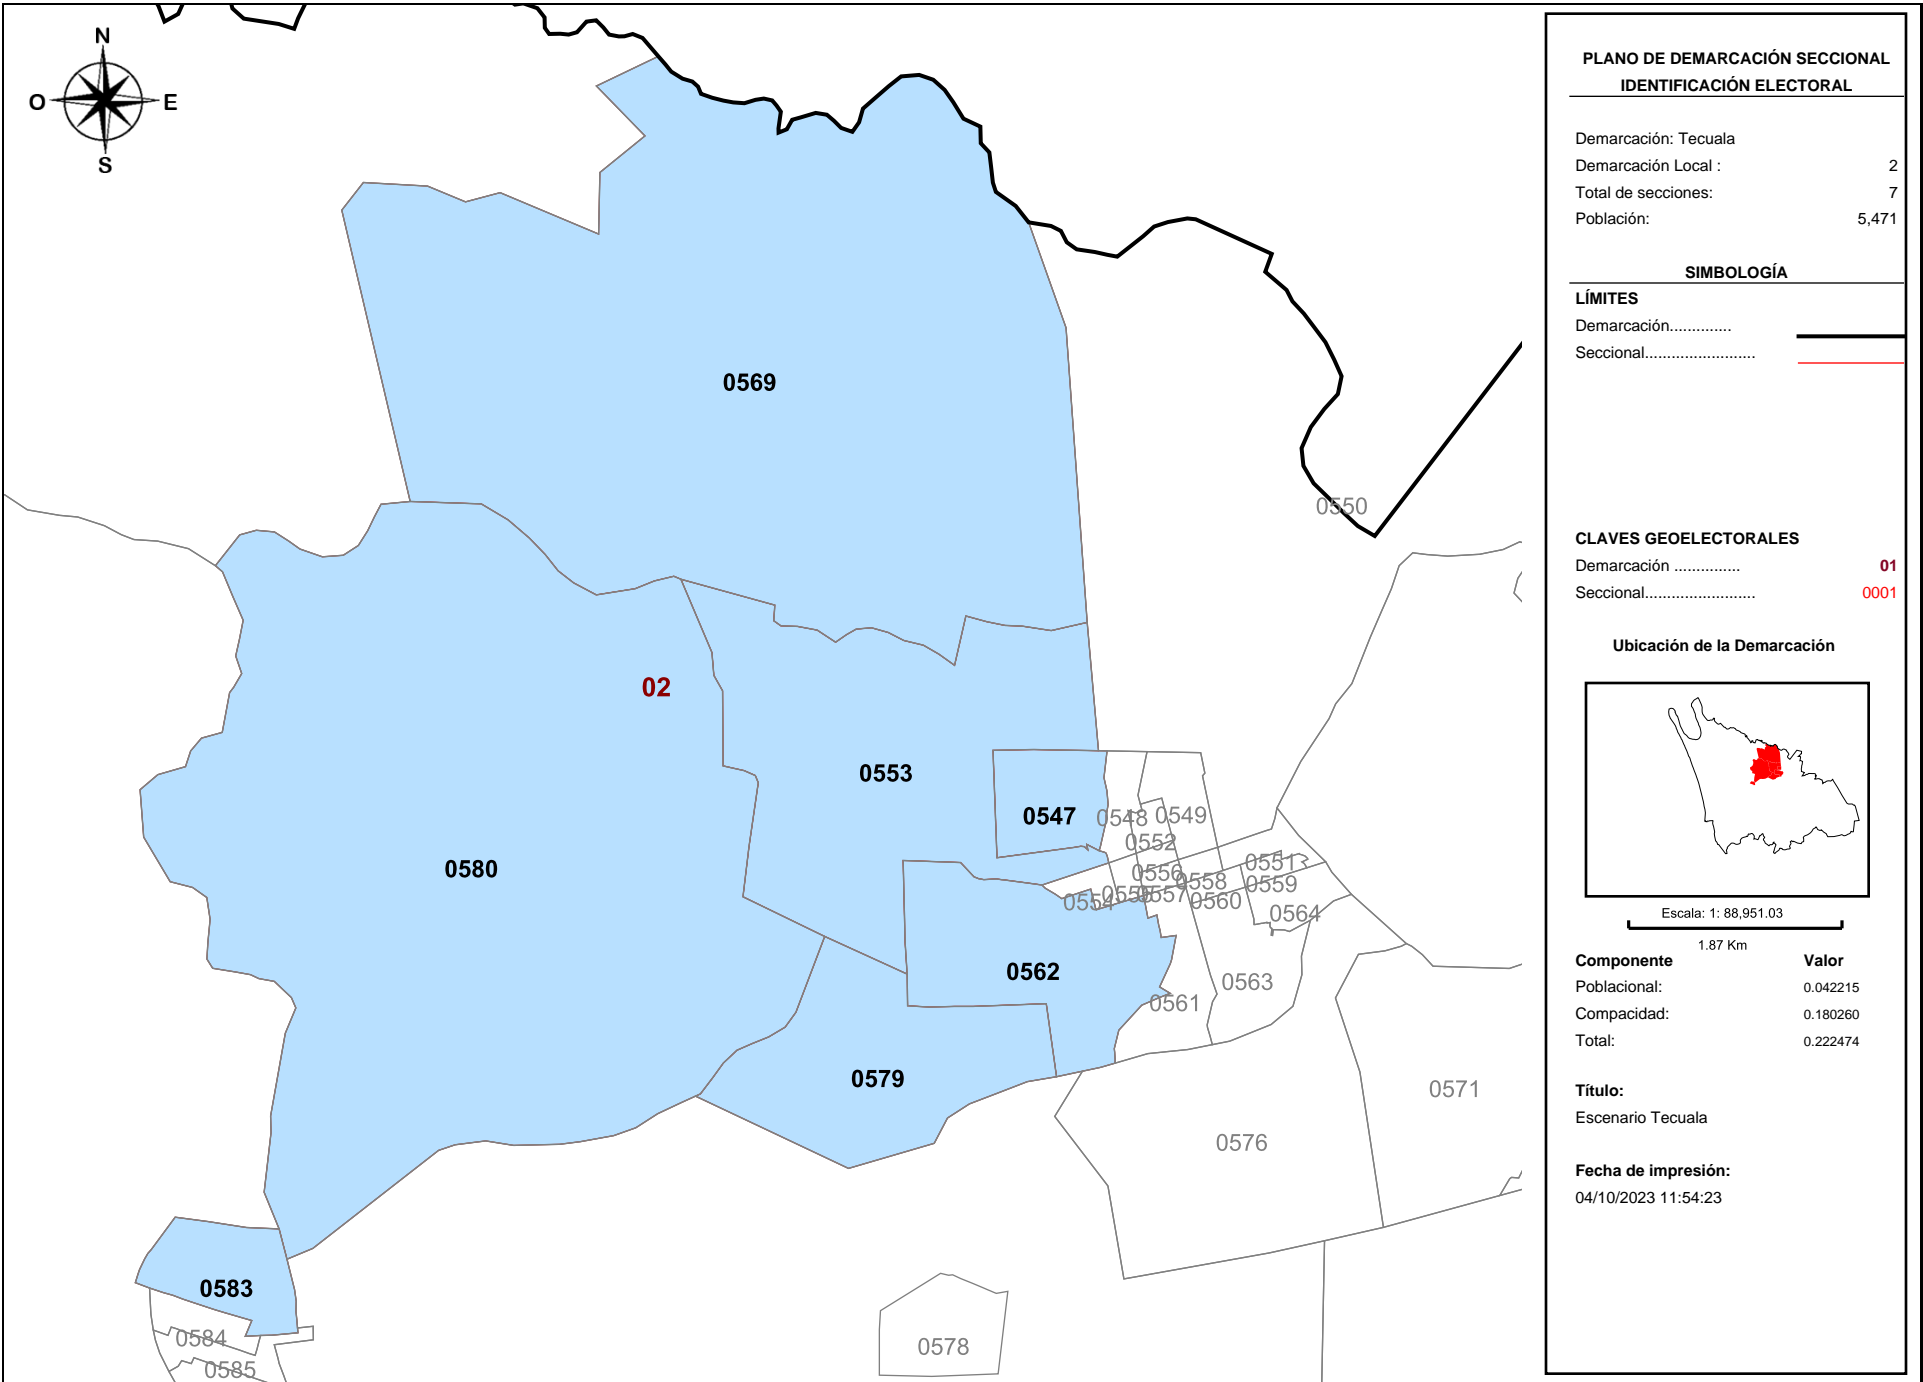 N
O E
S
0569
0550
02
0553
0547
0548 0549
0552
0580
0556
0551
0558
0559
0554
0555
0557
0560
0564
0562
0563
0561
0579
0571
0576
0583
0584
0578
0585
PLANO DE DEMARCACIÓN SECCIONAL
IDENTIFICACIÓN ELECTORAL
Demarcación: Tecuala
Demarcación Local : 2
Total de secciones: 7
Población: 5,471
SIMBOLOGÍA
LÍMITES
Demarcación..............
Seccional.........................
CLAVES GEOELECTORALES
Demarcación ............... 01
Seccional......................... 0001
Ubicación de la Demarcación
Escala: 1: 88,951.03
1.87 Km
Componente Valor
Poblacional: 0.042215
Compacidad: 0.180260
Total: 0.222474
Título:
Escenario Tecuala
Fecha de impresión:
04/10/2023 11:54:23